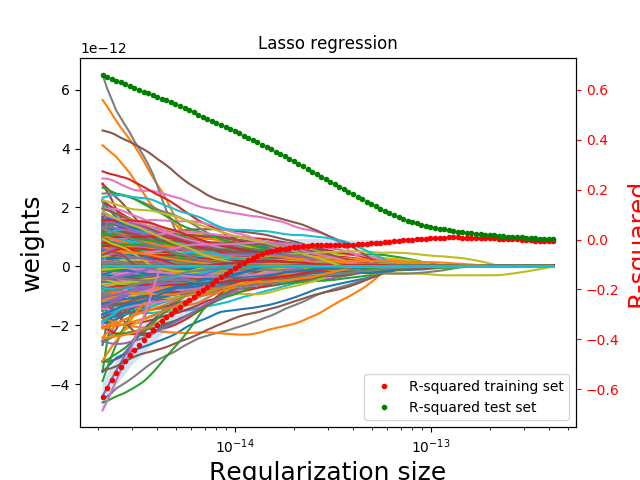 Lasso regression
1e−12
6
4
2
0
−2
−4
weights
0.6
0.4
0.2
0.0
−0.2
−0.4
−0.6
R-squared
R-squared training set
R-squared test set
10⁻¹⁴
10⁻¹³
Regularization size